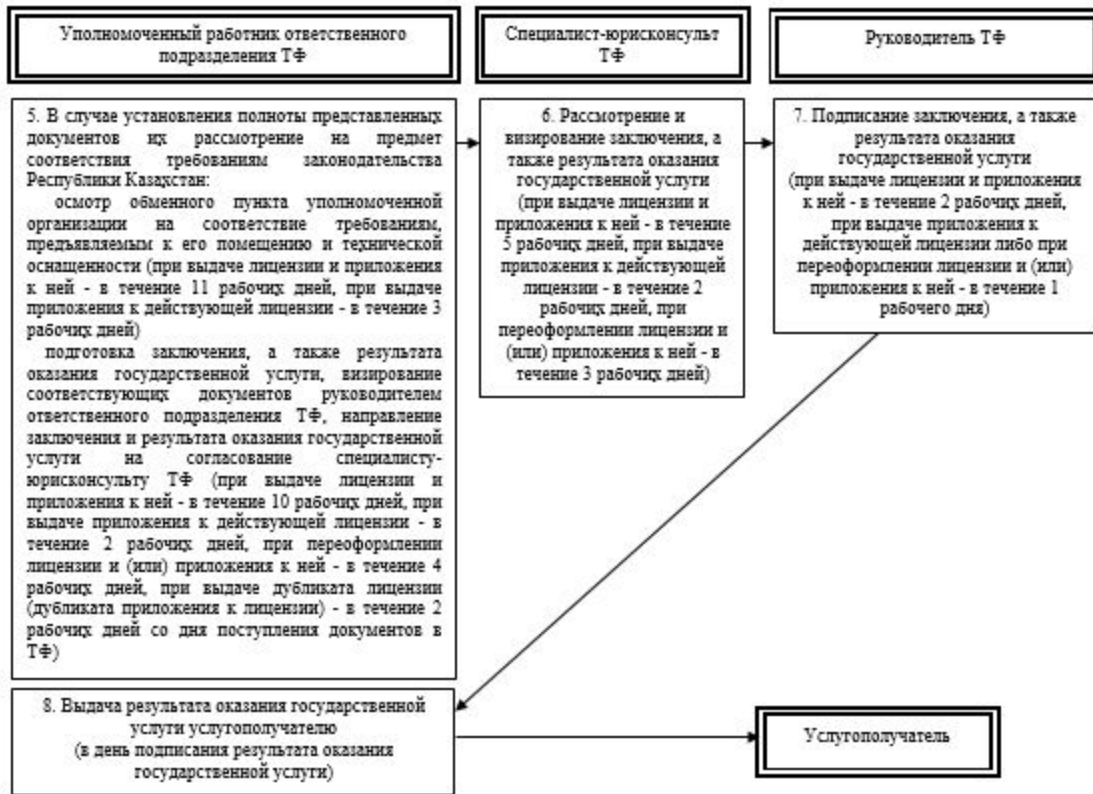 Уполномоченный работник ответственного
подразделения ТФ
Специалист-юрисконсульт
ТФ
Руководитель ТФ
5. В случае установления полноты представленных
документов их рассмотрение на предмет
соответствия требованиям законодательства
Республики Казахстан:
осмотр обменного пункта уполномоченной
организации на соответствие требованиям,
предъявляемым к его помещению и технической
оснащенности (при выдаче лицензии и приложения
к ней - в течение 11 рабочих дней, при выдаче
приложения к действующей лицензии - в течение 3
рабочих дней)
подготовка заключения, а также результата
оказания государственной услуги, визирование
соответствующих документов руководителем
ответственного подразделения ТФ, направление
заключения и результата оказания государственной
услуги на согласование специалисту-
юрисконсульту ТФ (при выдаче лицензии и
приложения к ней - в течение 10 рабочих дней, при
выдаче приложения к действующей лицензии - в
течение 2 рабочих дней, при переоформлении
лицензии и (или) приложения к ней - в течение 4
рабочих дней, при выдаче дубликата лицензии
(дубликата приложения к лицензии) - в течение 2
рабочих дней со дня поступления документов в
ТФ)
6. Рассмотрение и
визирование заключения, а
также результата оказания
государственной услуги
(при выдаче лицензии и
приложения к ней - в течение
5 рабочих дней, при выдаче
приложения к действующей
лицензии - в течение 2
рабочих дней, при
переоформлении лицензии и
(или) приложения к ней - в
течение 3 рабочих дней)
7. Подписание заключения, а также
результата оказания
государственной услуги
(при выдаче лицензии и приложения
к ней - в течение 2 рабочих дней,
при выдаче приложения к
действующей лицензии либо при
переоформлении лицензии и (или)
приложения к ней - в течение 1
рабочего дня)
8. Выдача результата оказания государственной
услуги услугополучателю
(в день подписания результата оказания
государственной услуги)
Услугополучатель